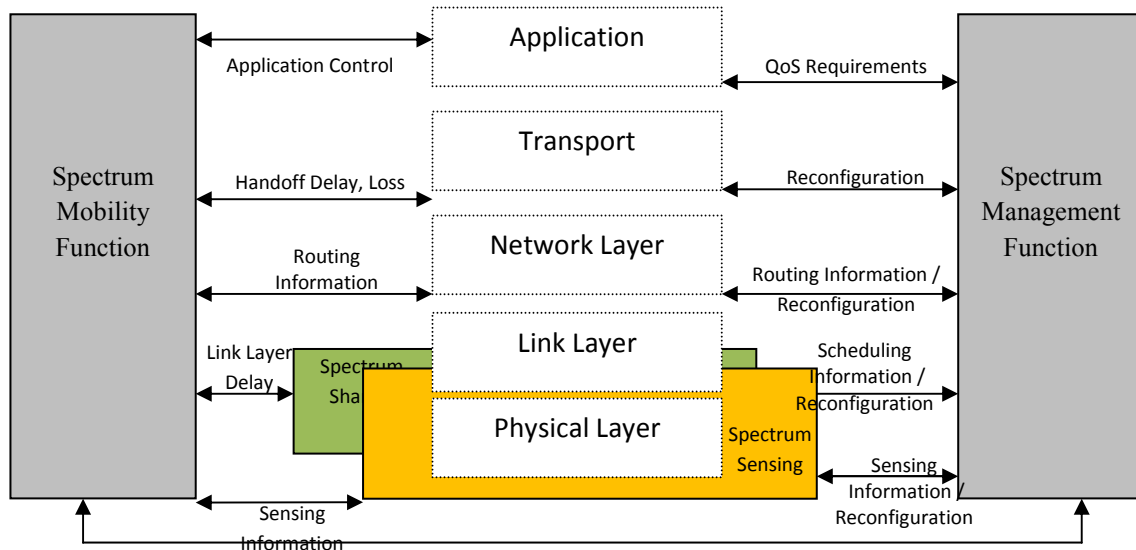 Application
Application Control
QoS Requirements
Transport
Spectrum
Mobility
Function
Handoff Delay, Loss
Reconfiguration
Spectrum
Management
Function
Network Layer
Routing
Information
Routing Information /
Reconfiguration
Link Layer
Link Layer
Delay
Spectrum
Sha
Scheduling
Information /
Reconfiguration
Physical Layer
Spectrum
Sensing
Sensing
Information
Sensing
Information /
Reconfiguration